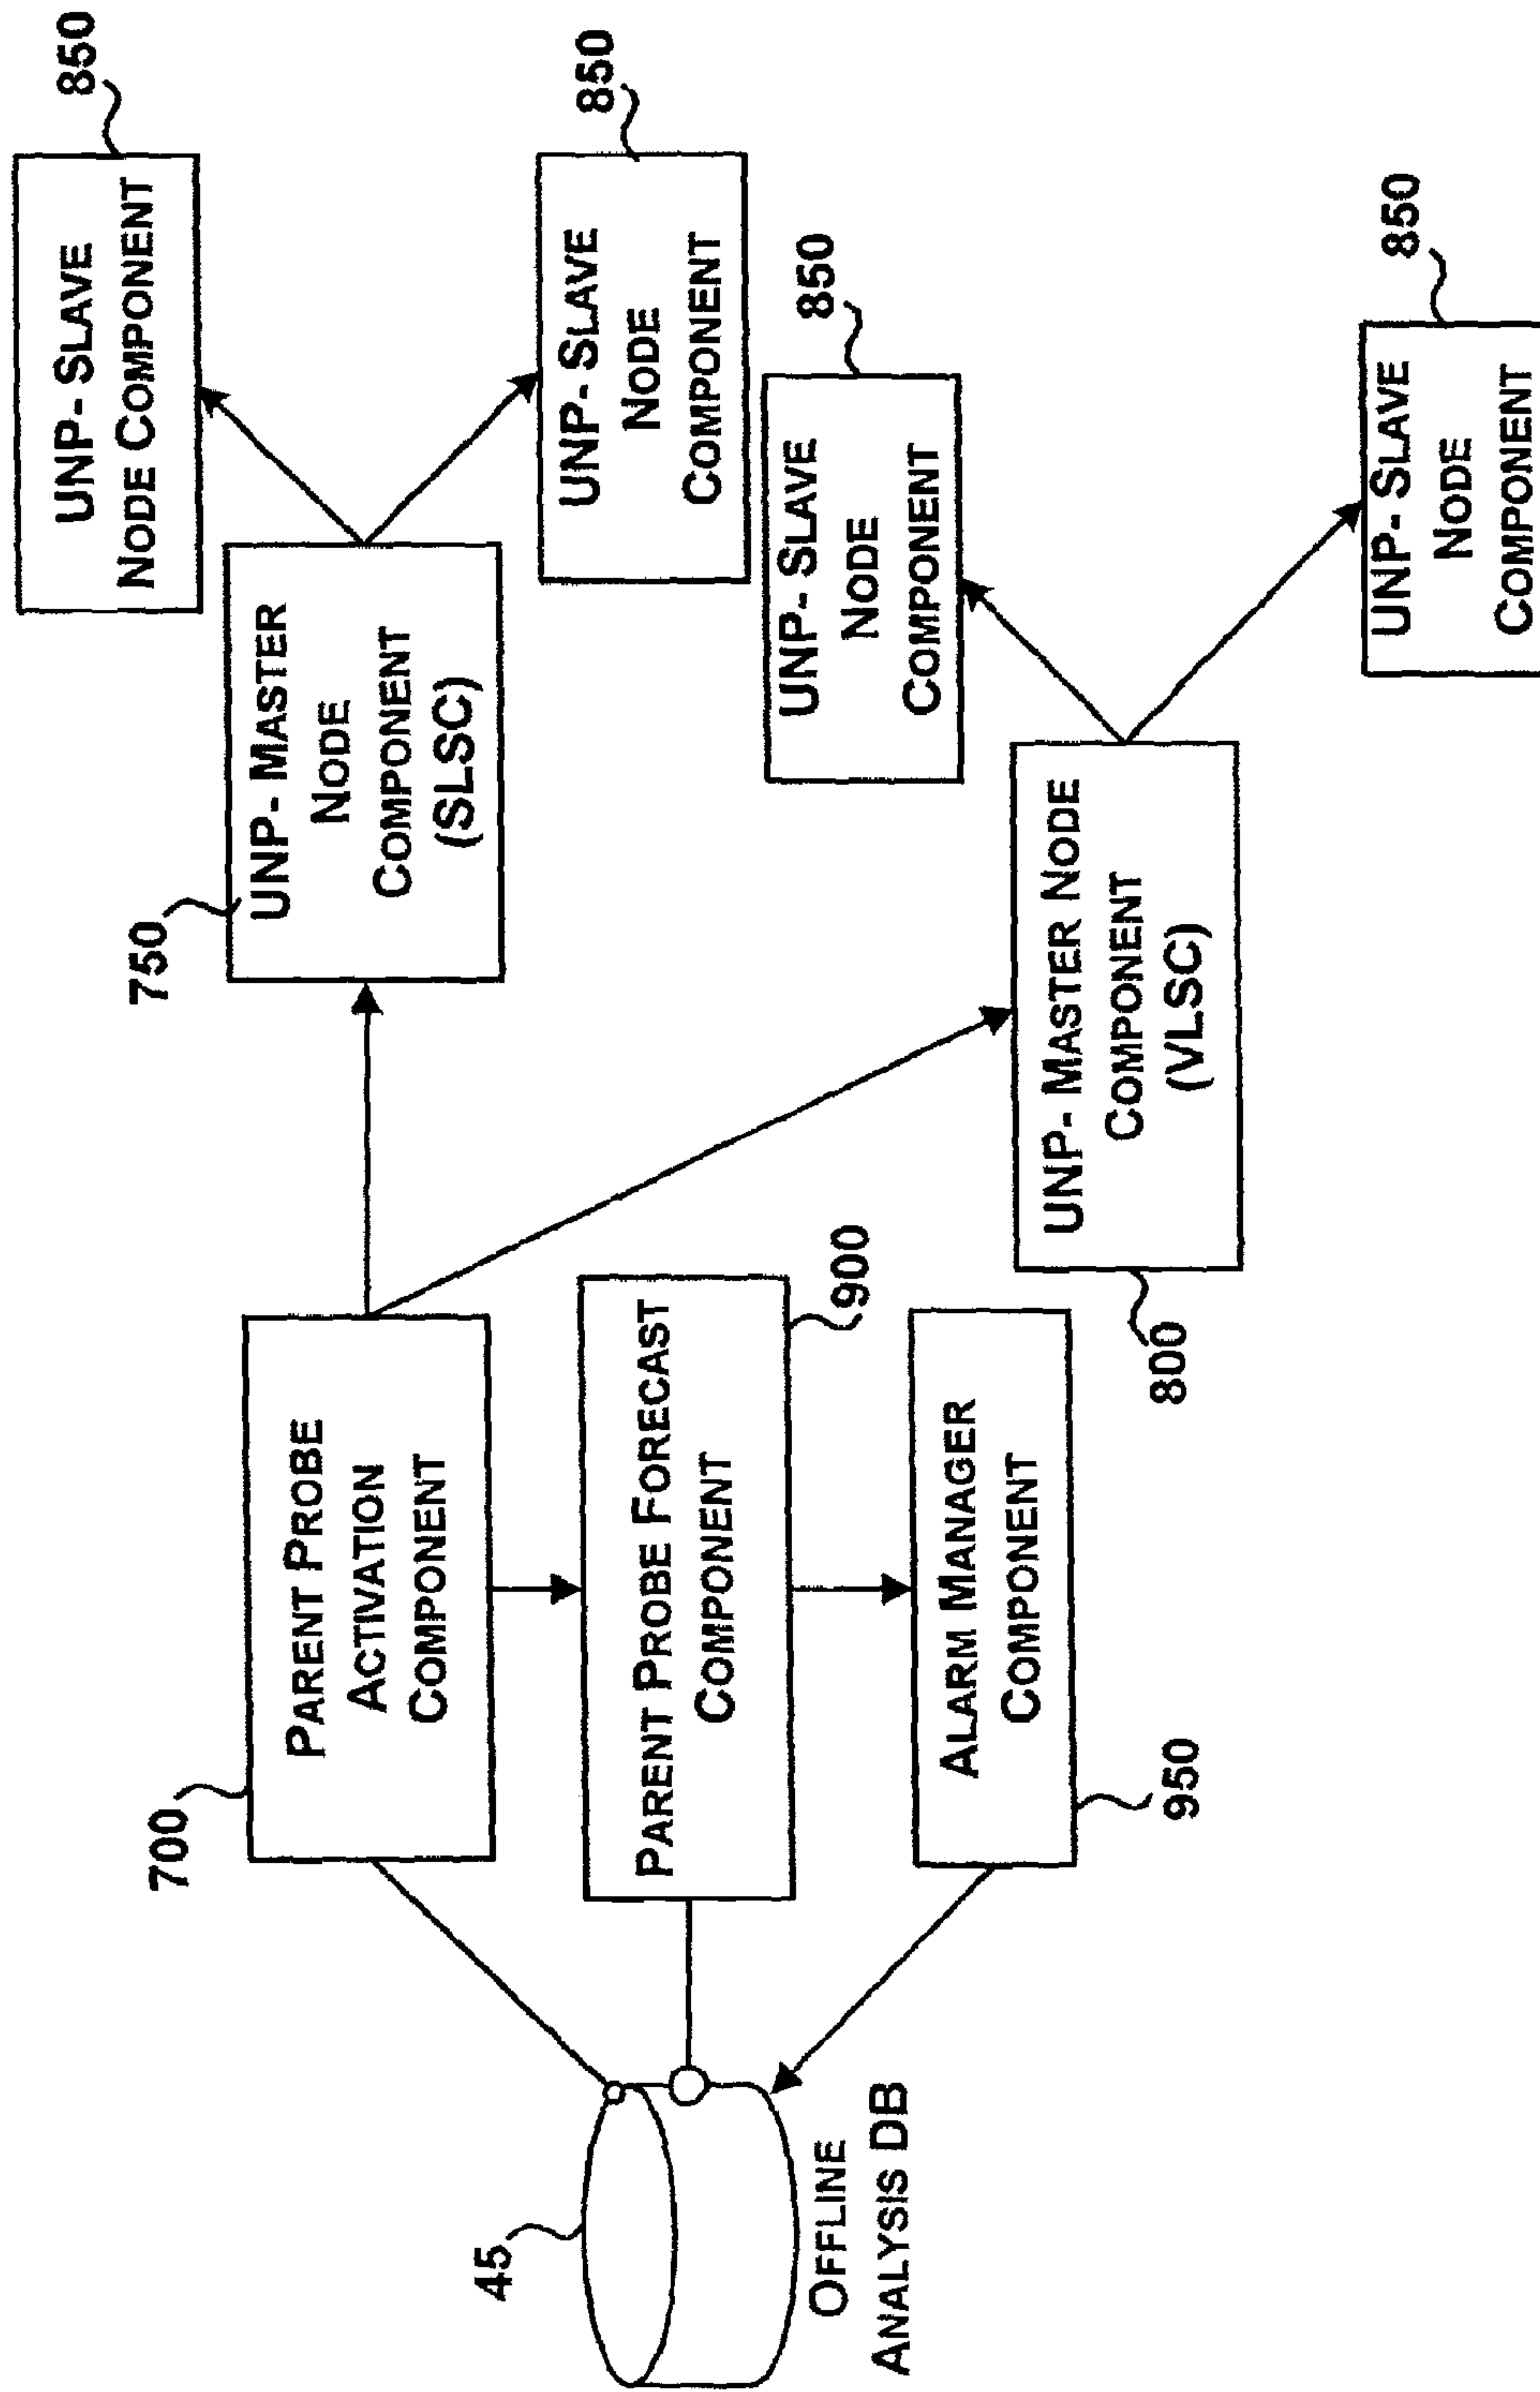 45
OFFLINE
ANALYSIS DB
700
PARENT PROBE
ACTIVATION
COMPONENT
PARENT PROBE FORECAST
COMPONENT
900
ALARM MANAGER
COMPONENT
950
750
UNP- MASTER
NODE
COMPONENT
(SLSC)
UNP- MASTER NODE
COMPONENT
(VLSC)
800
UNP- SLAVE
NODE COMPONENT
850
UNP- SLAVE
NODE
COMPONENT
850
UNP- SLAVE
NODE
COMPONENT
850
UNP- SLAVE
NODE
COMPONENT
850